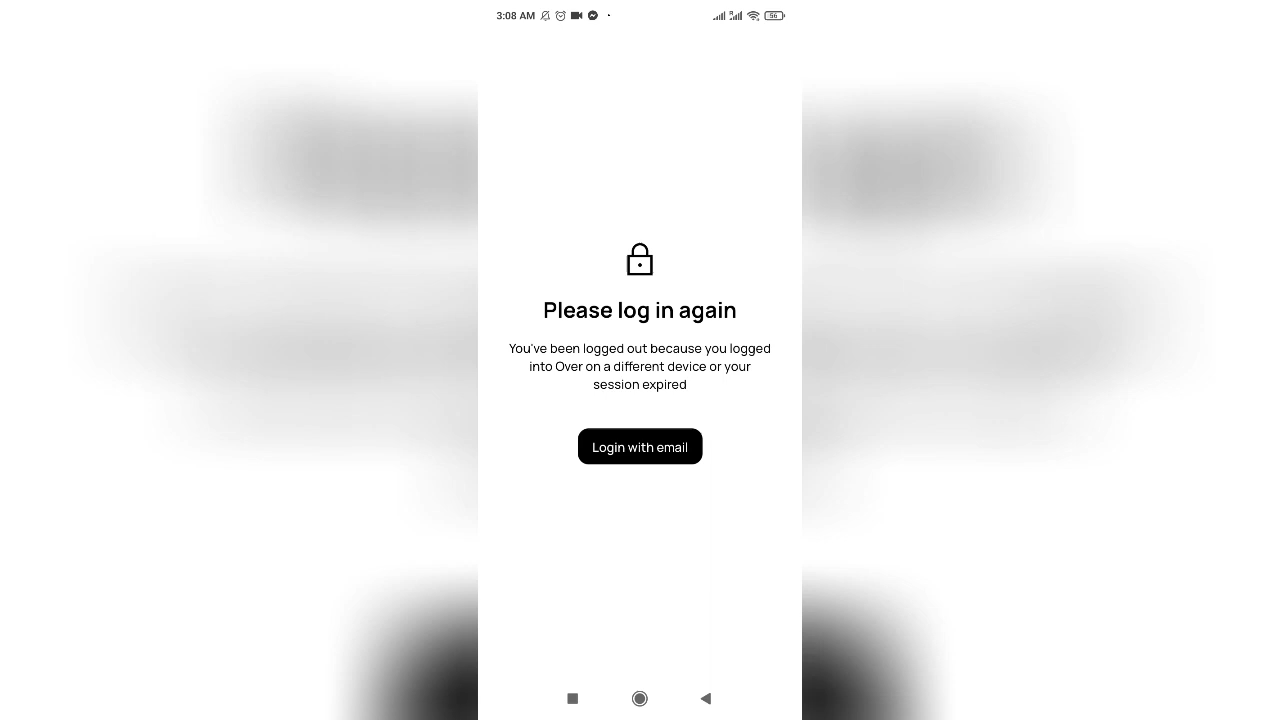 3:08 AM
56
Please log in again
You've been logged out because you logged
into Over on a different device or your
session expired
Login with email